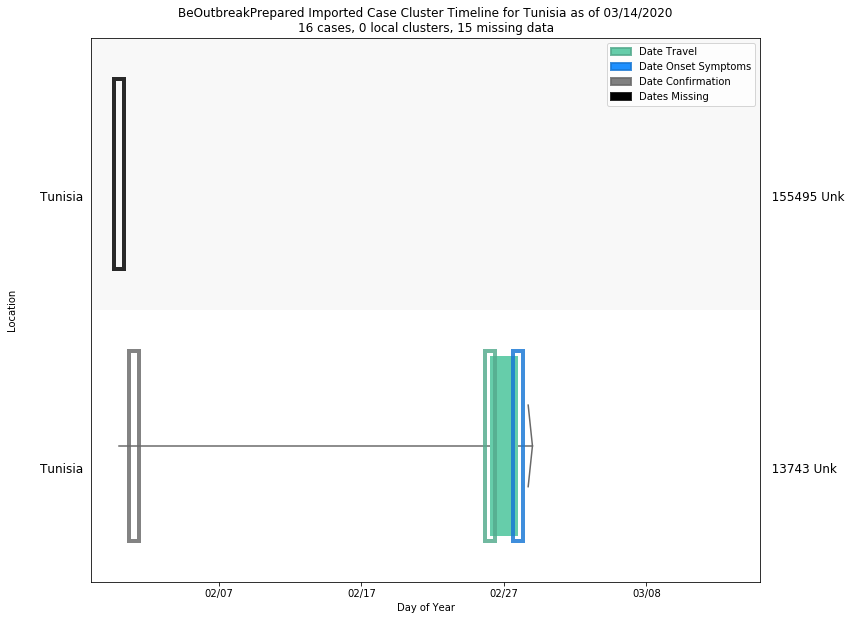 BeOutbreakPrepared Imported Case Cluster Timeline for Tunisia as of 03/14/2020
16 cases, 0 local clusters, 15 missing data
Date Travel
Date Onset Symptoms
Date Confirmation
Dates Missing
Tunisia
155495 Unk
Location
Tunisia
13743 Unk
02/07
02/17
02/27
03/08
Day of Year